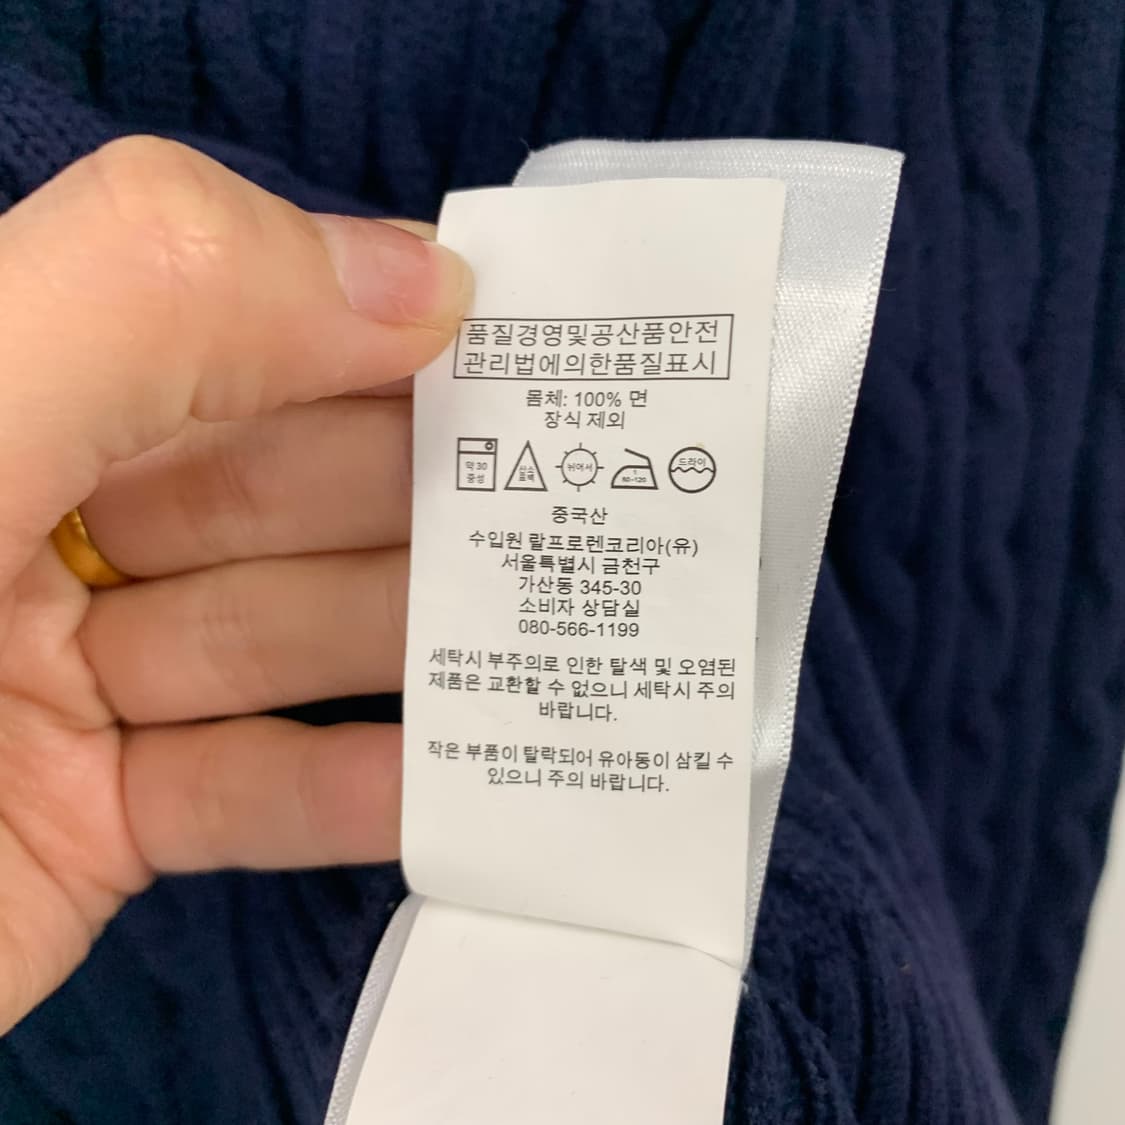 품질경영및공산품안전
관리법에의한품질표시
몸체: 100% 면
장식 제외
약 30
중성
산소
표백
뉘어서
1
80-120
드라이
중국산
수입원 랄프로렌코리아(유)
서울특별시 금천구
가산동 345-30
소비자 상담실
080-566-1199
세탁시 부주의로 인한 탈색 및 오염된
제품은 교환할 수 없으니 세탁시 주의
바랍니다.
작은 부품이 탈락되어 유아동이 삼킬 수
있으니 주의 바랍니다.